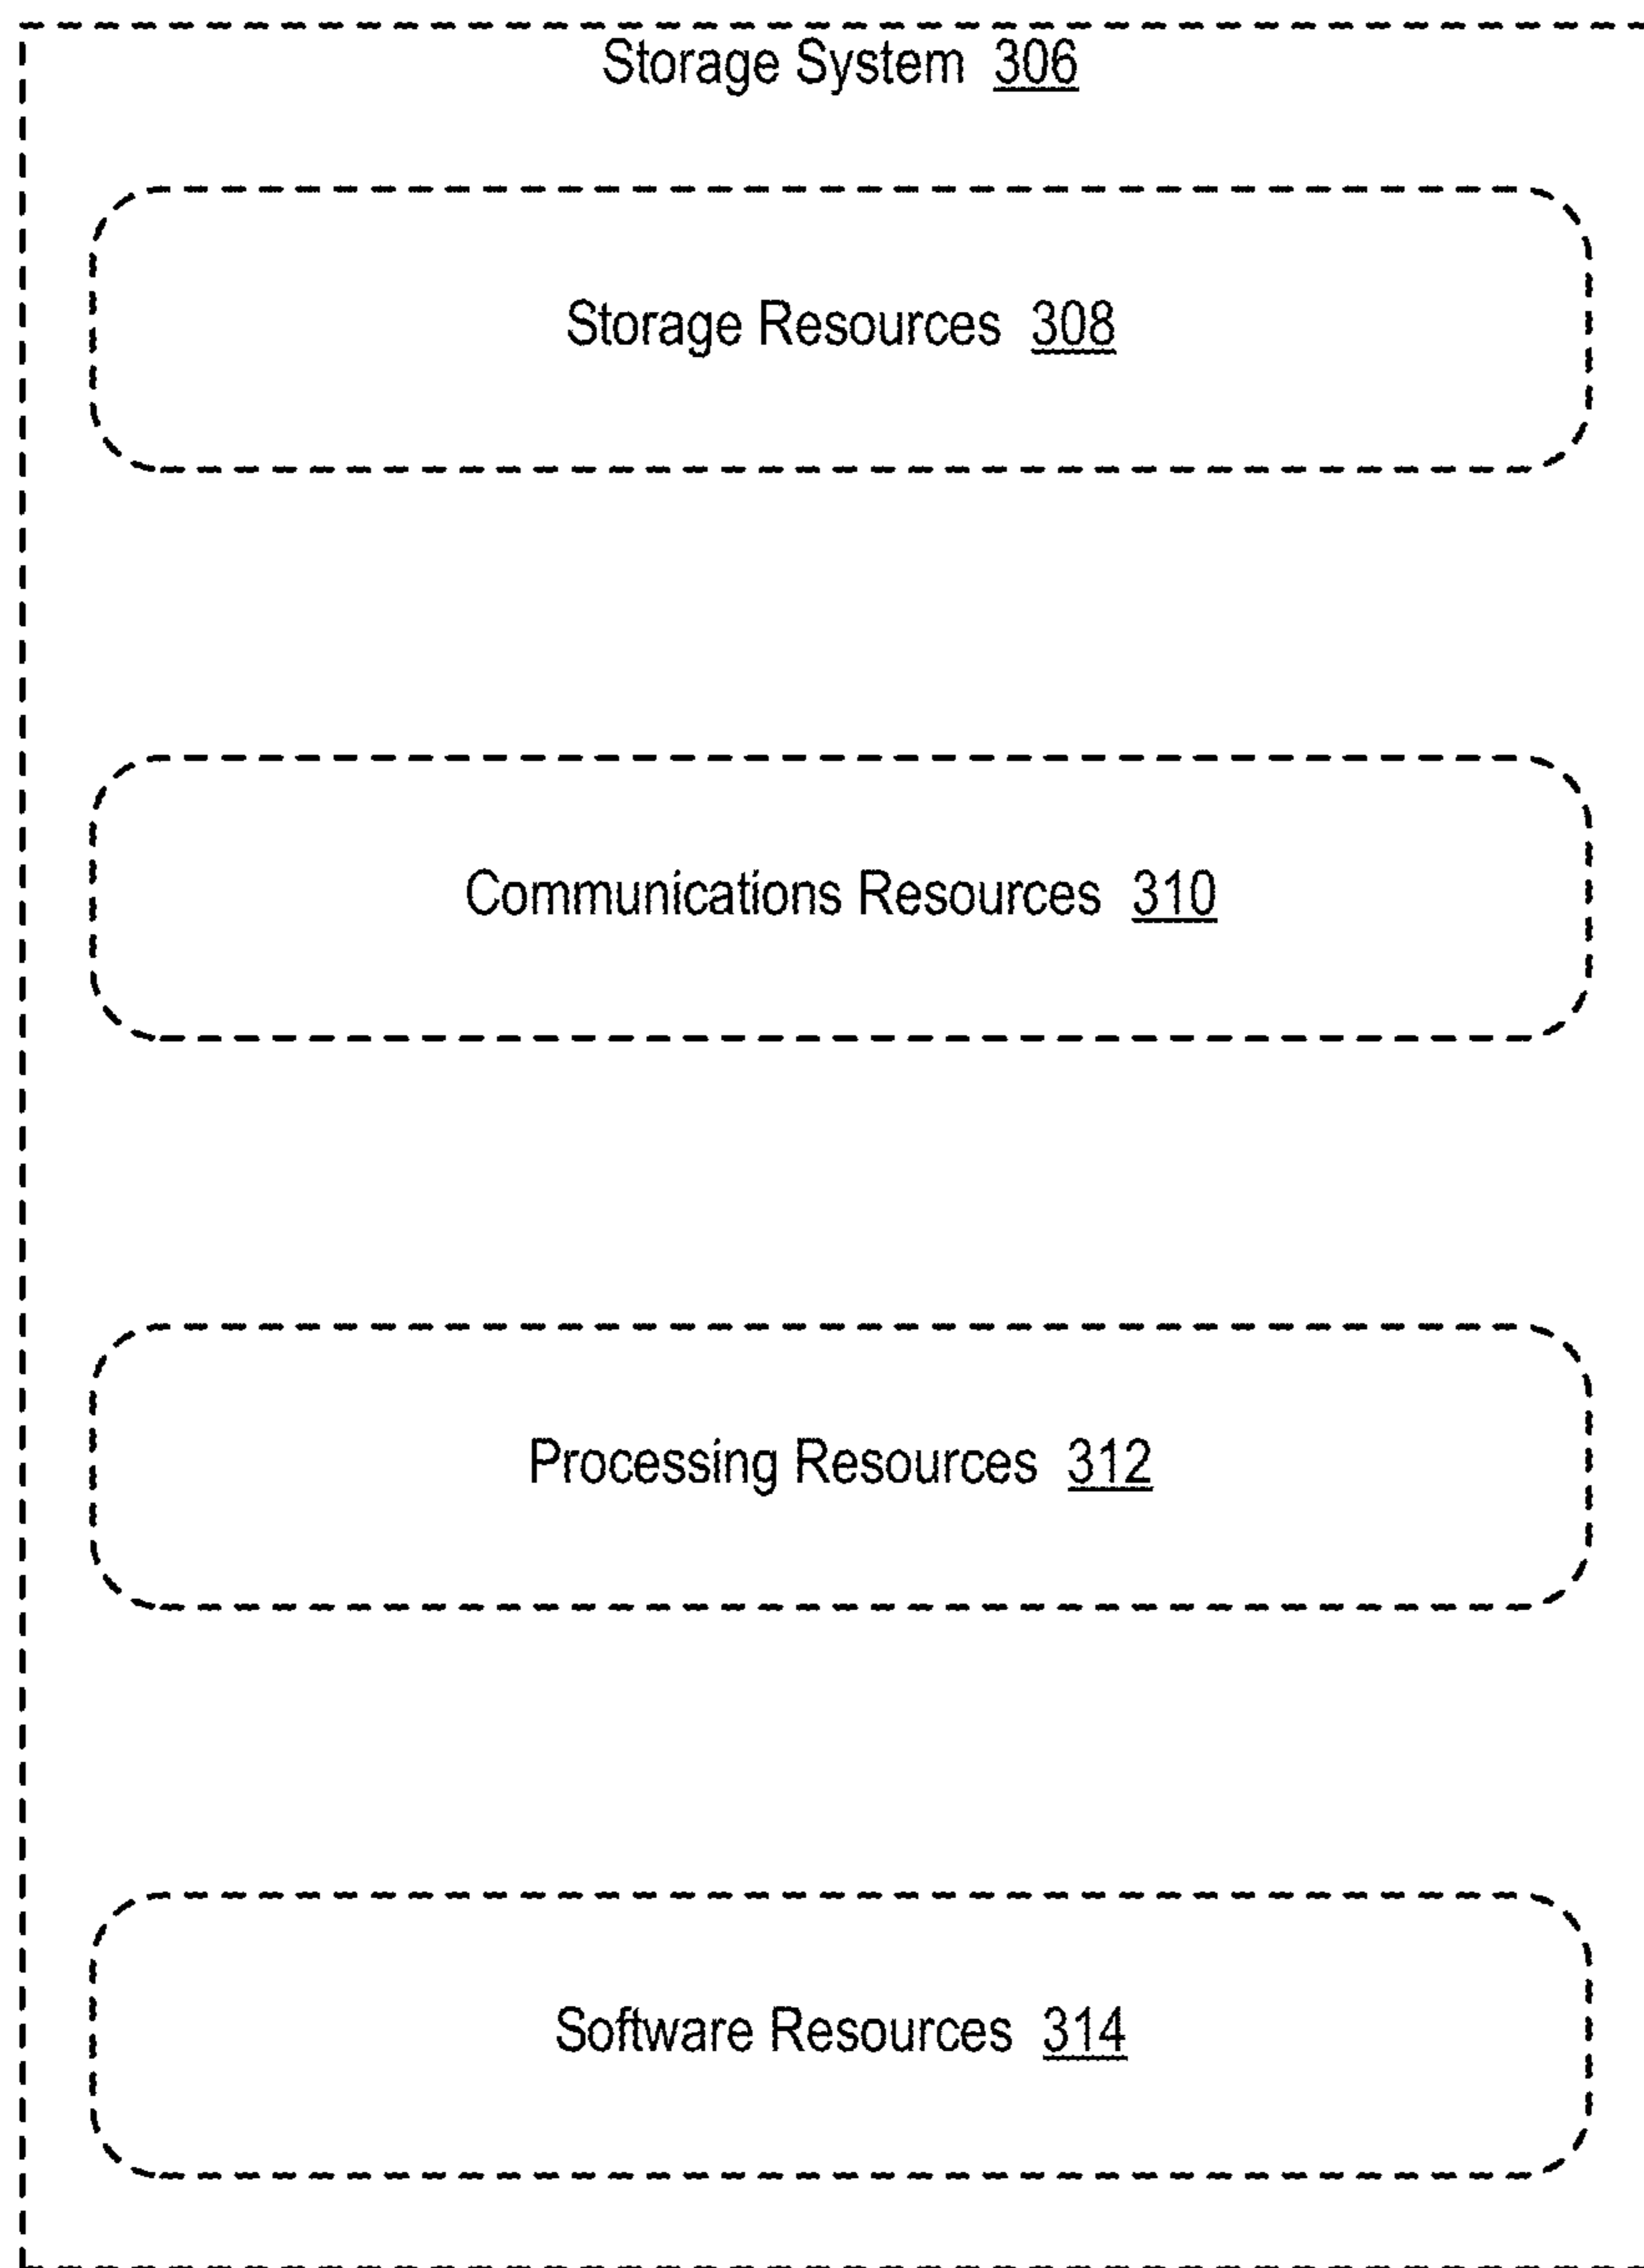 Storage System 306
Storage Resources 308
Communications Resources 310
Processing Resources 312
Software Resources 314